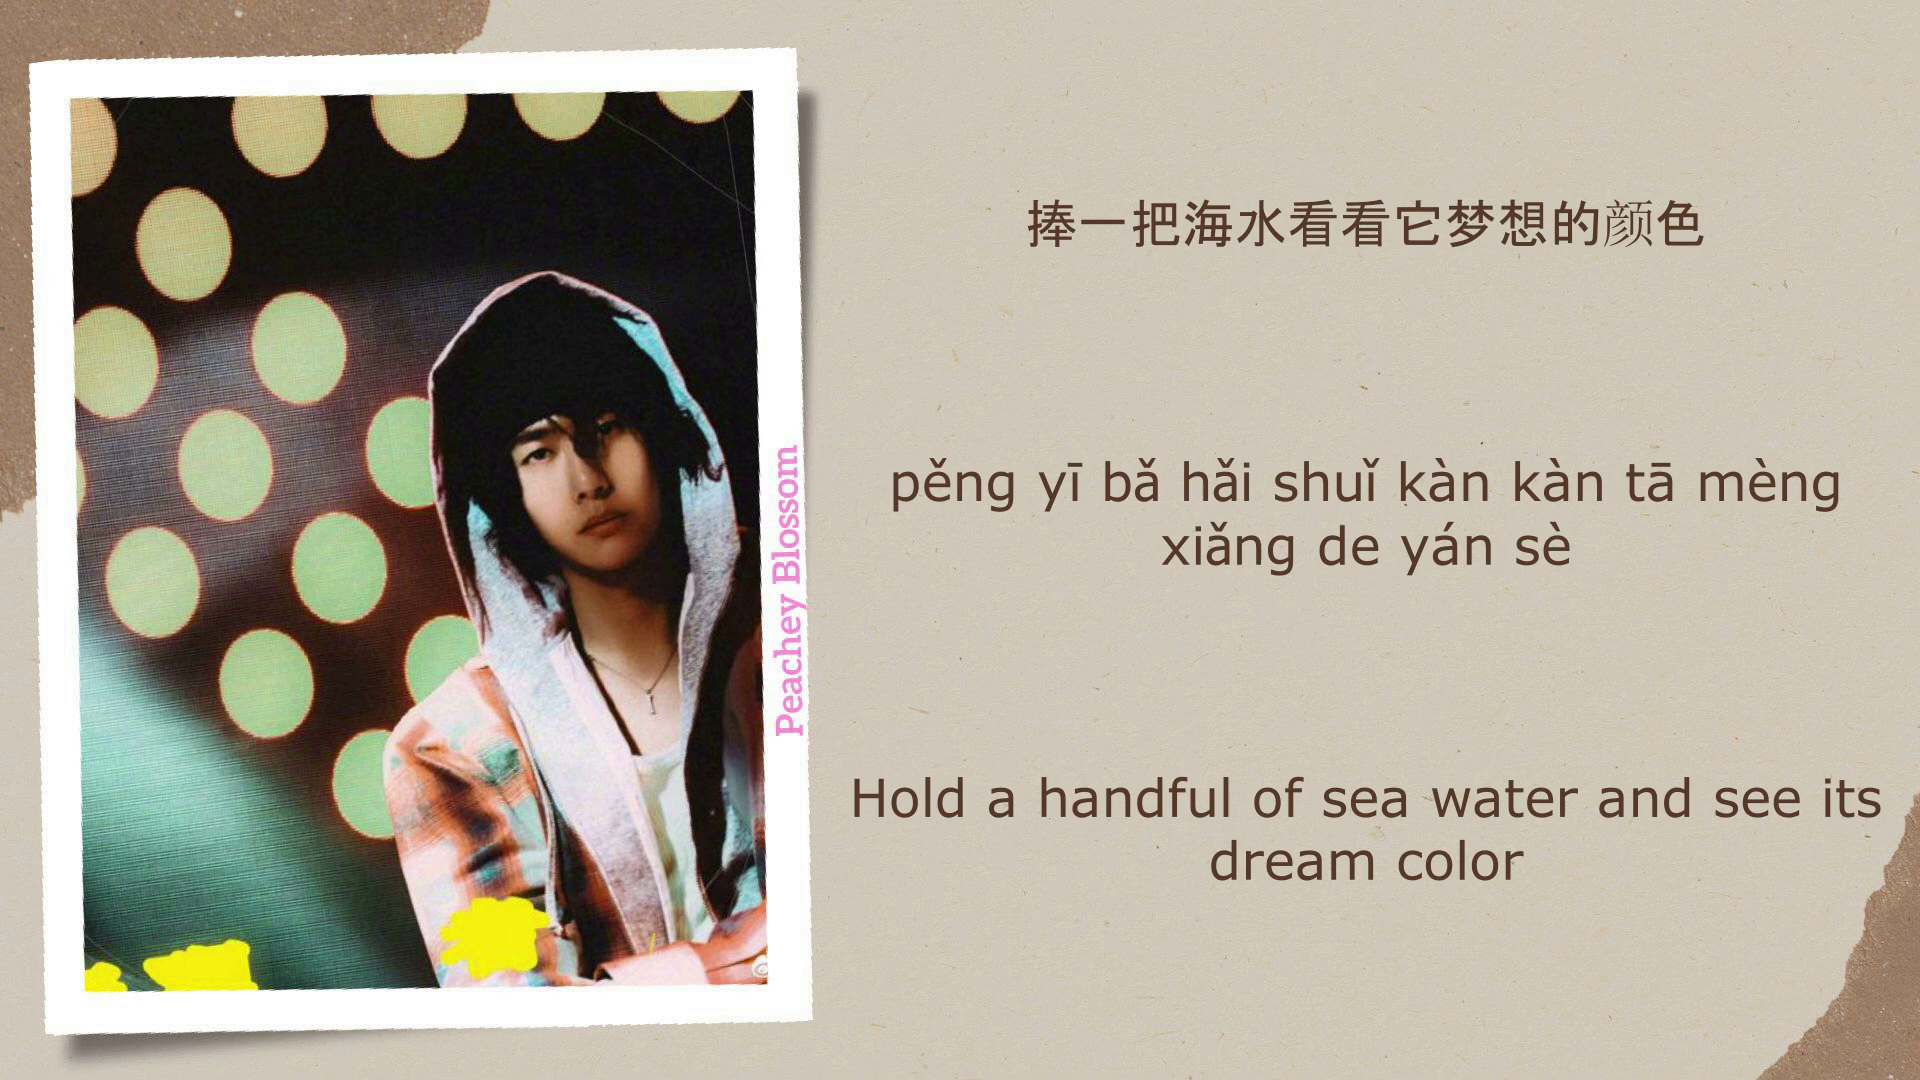 捧一把海水看看它梦想的颜色
pěng yī bǎ hǎi shuǐ kàn kàn tā mèng
xiǎng de yán sè
Hold a handful of sea water and see its
dream color
Peachey Blossom